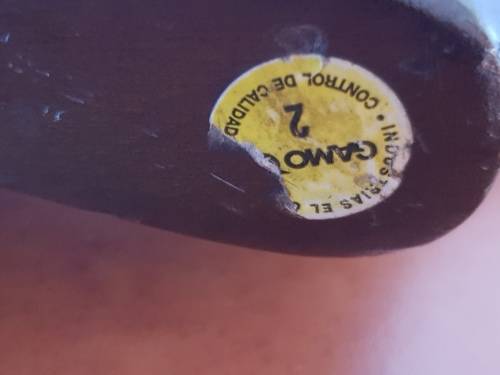 • CONTROL DE CALIDAD
2
GAMO
INDUSTRIAS EL